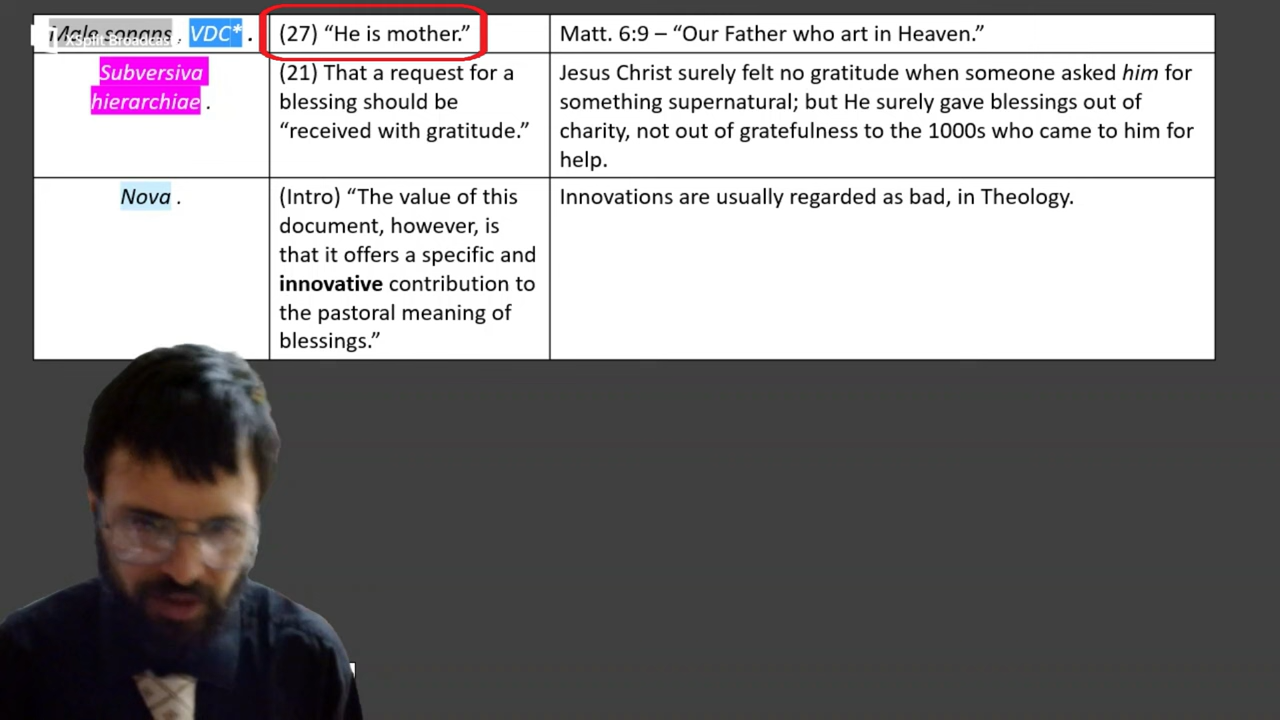 Male sonans , VDC* . (27) “He is mother.” Matt. 6:9 – “Our Father who art in Heaven.”
XSplit Broadcast
Subversiva
hierarchiae .
(21) That a request for a
blessing should be
“received with gratitude.”
Jesus Christ surely felt no gratitude when someone asked him for
something supernatural; but He surely gave blessings out of
charity, not out of gratefulness to the 1000s who came to him for
help.
Nova .
(Intro) “The value of this
document, however, is
that it offers a specific and
innovative contribution to
the pastoral meaning of
blessings.”
Innovations are usually regarded as bad, in Theology.